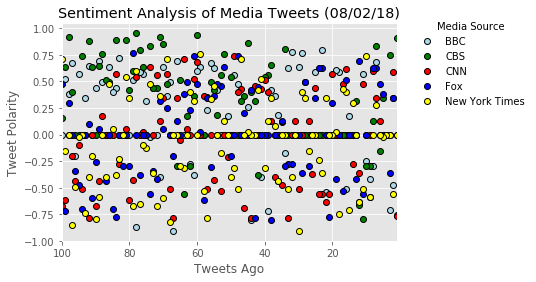 Sentiment Analysis of Media Tweets (08/02/18)
Media Source
BBC
CBS
CNN
Fox
New York Times
Tweet Polarity
1.00
0.75
0.50
0.25
0.00
−0.25
−0.50
−0.75
−1.00
100 80 60 40 20
Tweets Ago